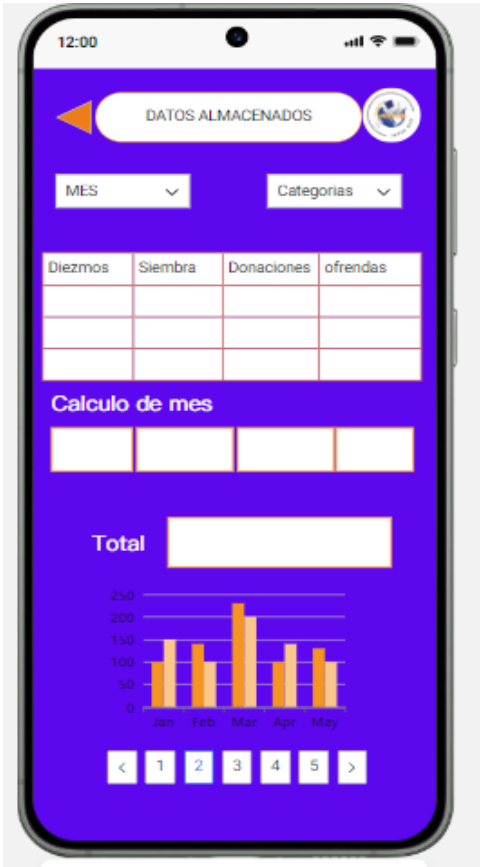 12:00
DATOS ALMACENADOS
MES
Categorias
Diezmos Siembra Donaciones ofrendas
Calculo de mes
Total
250
200
150
100
50
0
Jan Feb Mar Apr May
< 1 2 3 4 5 >